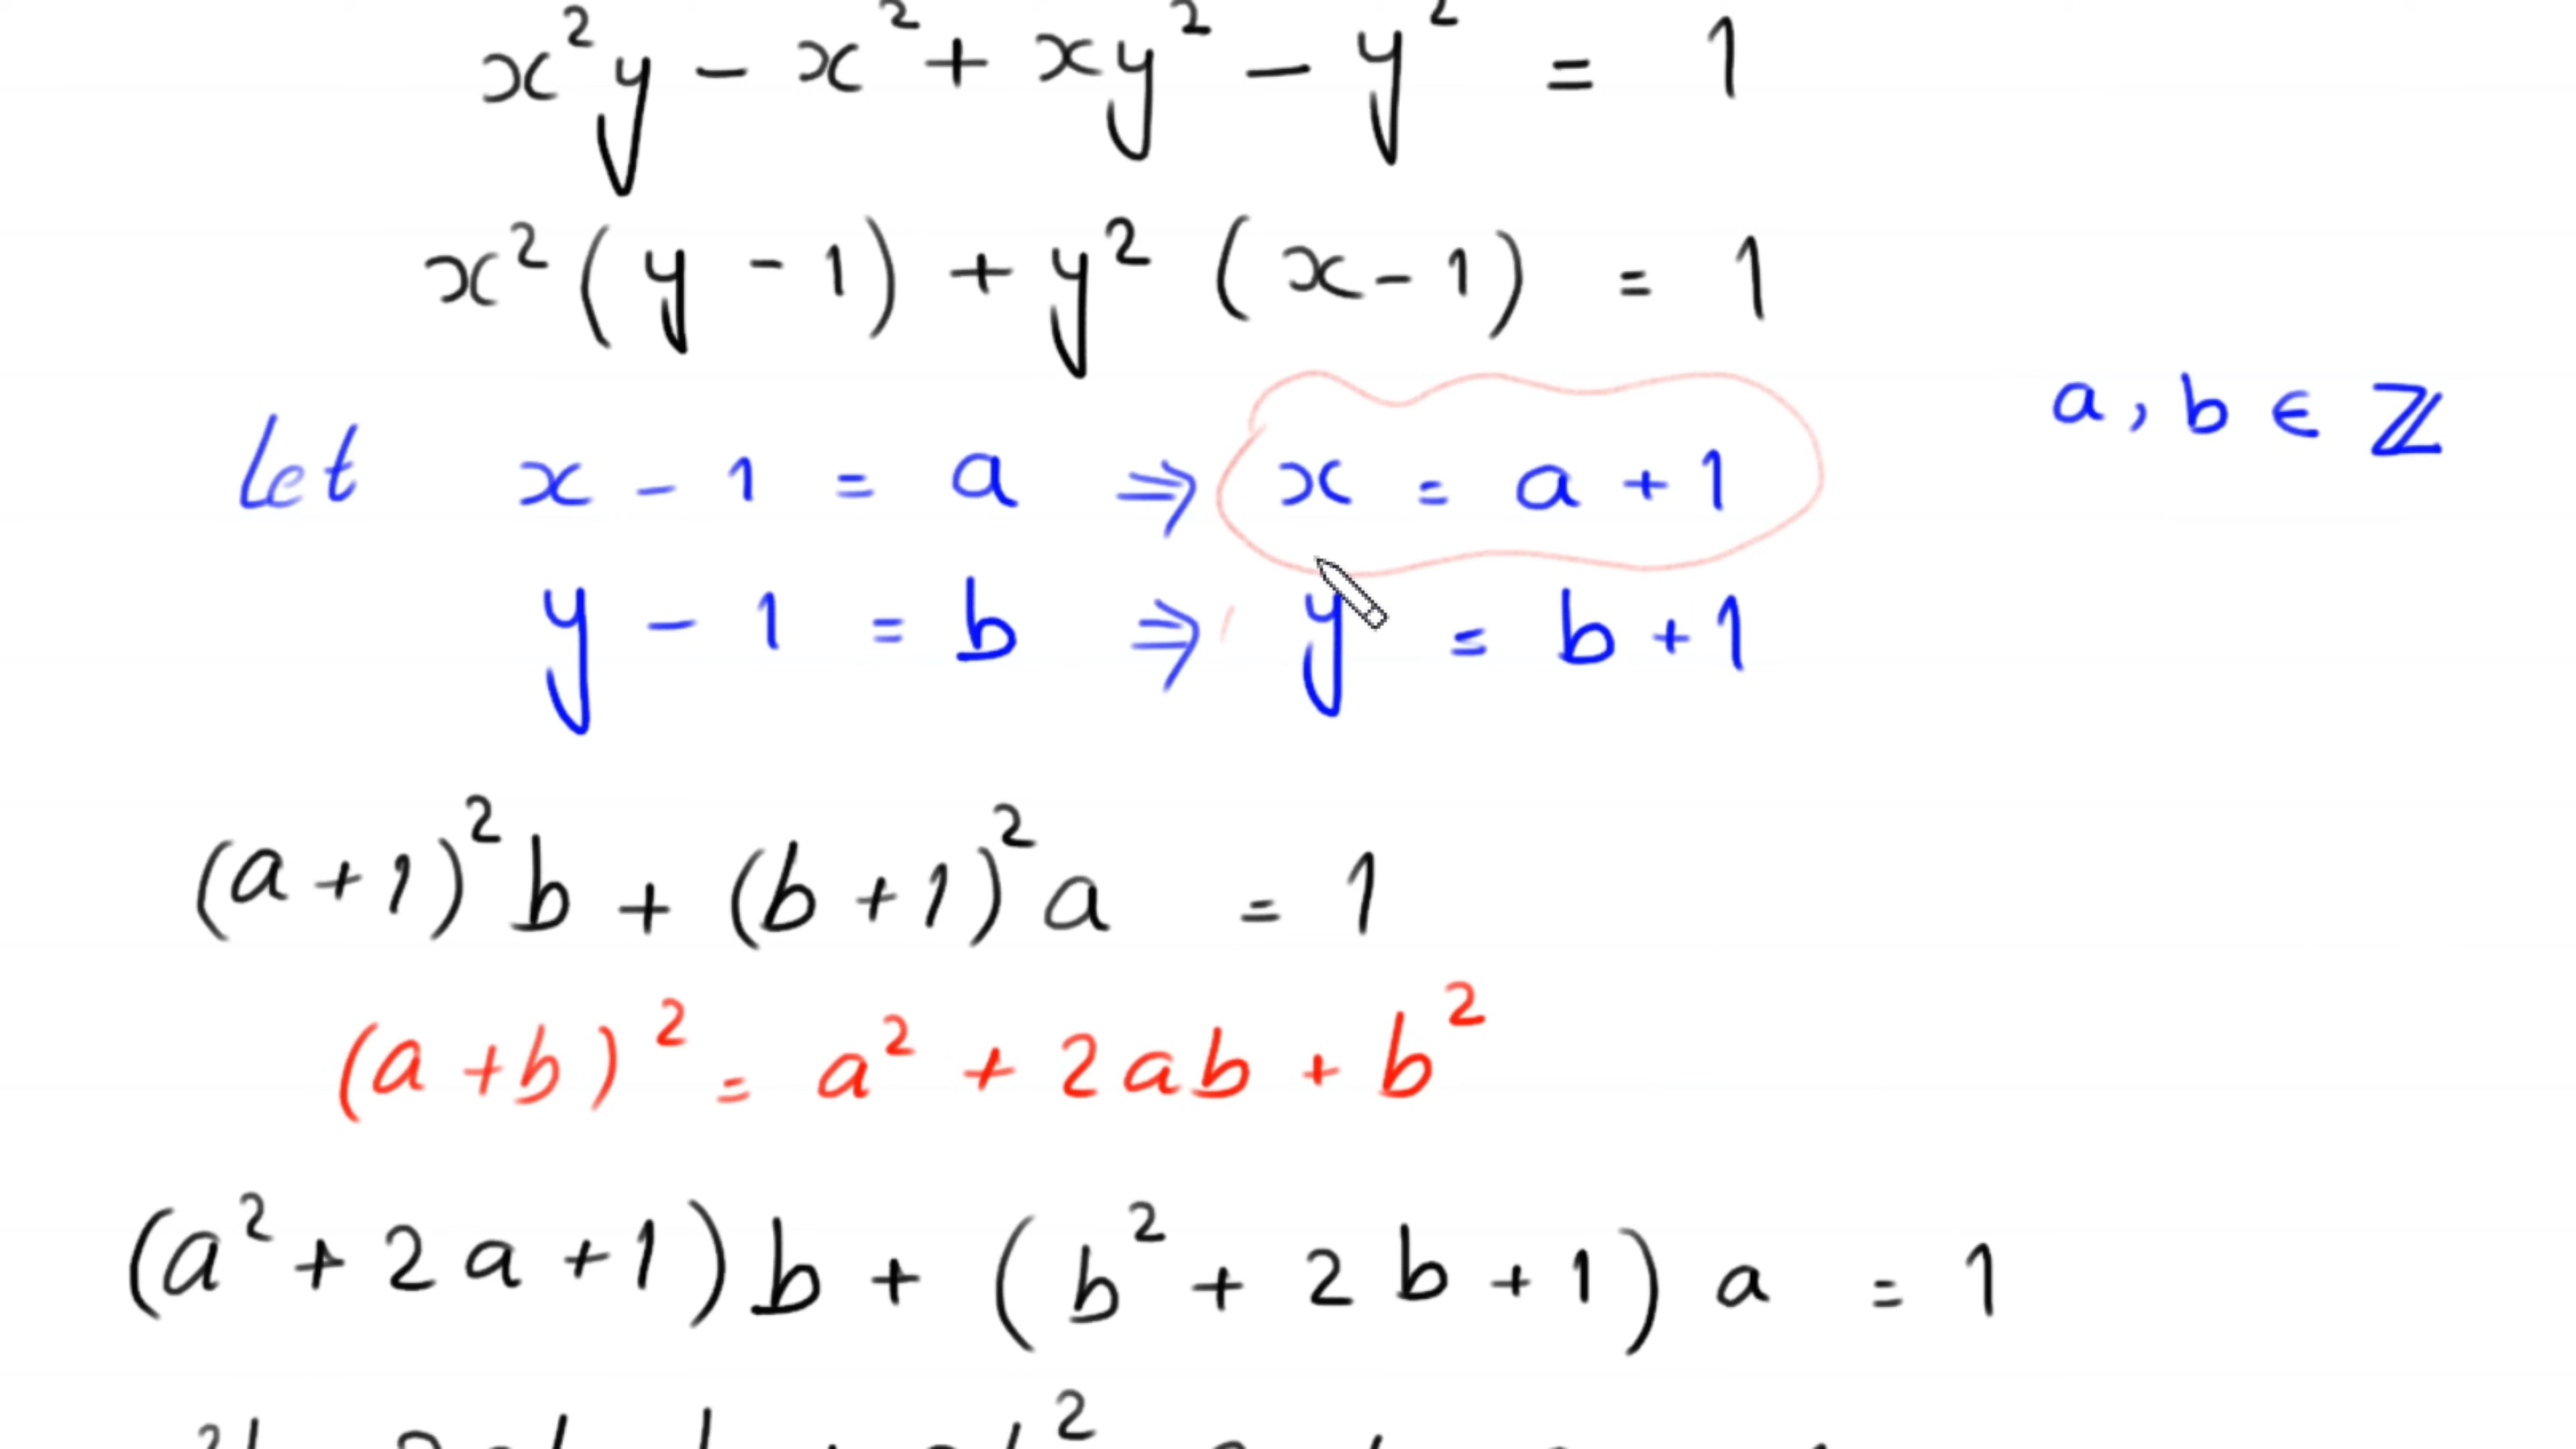 x²y - x² + xy² - y² = 1
x²(y - 1) + y²(x - 1) = 1
a, b ∈ ℤ
Let x - 1 = a ⇒ x = a + 1
y - 1 = b ⇒ y = b + 1
(a + 1)²b + (b + 1)²a = 1
(a + b)² = a² + 2ab + b²
(a² + 2a + 1)b + (b² + 2b + 1)a = 1